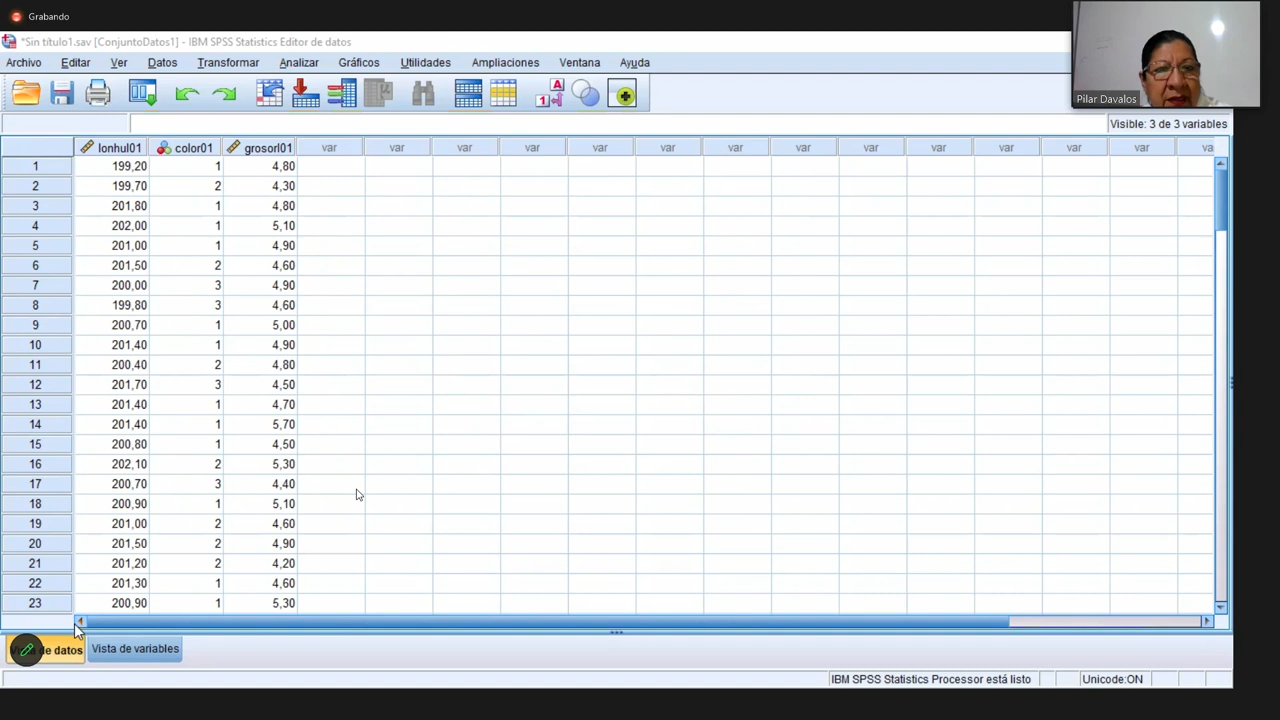 Grabando
*Sin título1.sav [ConjuntoDatos1] - IBM SPSS Statistics Editor de datos
Archivo Editar Ver Datos Transformar Analizar Gráficos Utilidades Ampliaciones Ventana Ayuda
Pilar Davalos
Visible: 3 de 3 variables
lonhul01 color01 grosorl01 var var var var var var var var var var var var var va
1 199,20 1 4,80
2 199,70 2 4,30
3 201,80 1 4,80
4 202,00 1 5,10
5 201,00 1 4,90
6 201,50 2 4,60
7 200,00 3 4,90
8 199,80 3 4,60
9 200,70 1 5,00
10 201,40 1 4,90
11 200,40 2 4,80
12 201,70 3 4,50
13 201,40 1 4,70
14 201,40 1 5,70
15 200,80 1 4,50
16 202,10 2 5,30
17 200,70 3 4,40
18 200,90 1 5,10
19 201,00 2 4,60
20 201,50 2 4,90
21 201,20 2 4,20
22 201,30 1 4,60
23 200,90 1 5,30
de datos Vista de variables
IBM SPSS Statistics Processor está listo Unicode:ON